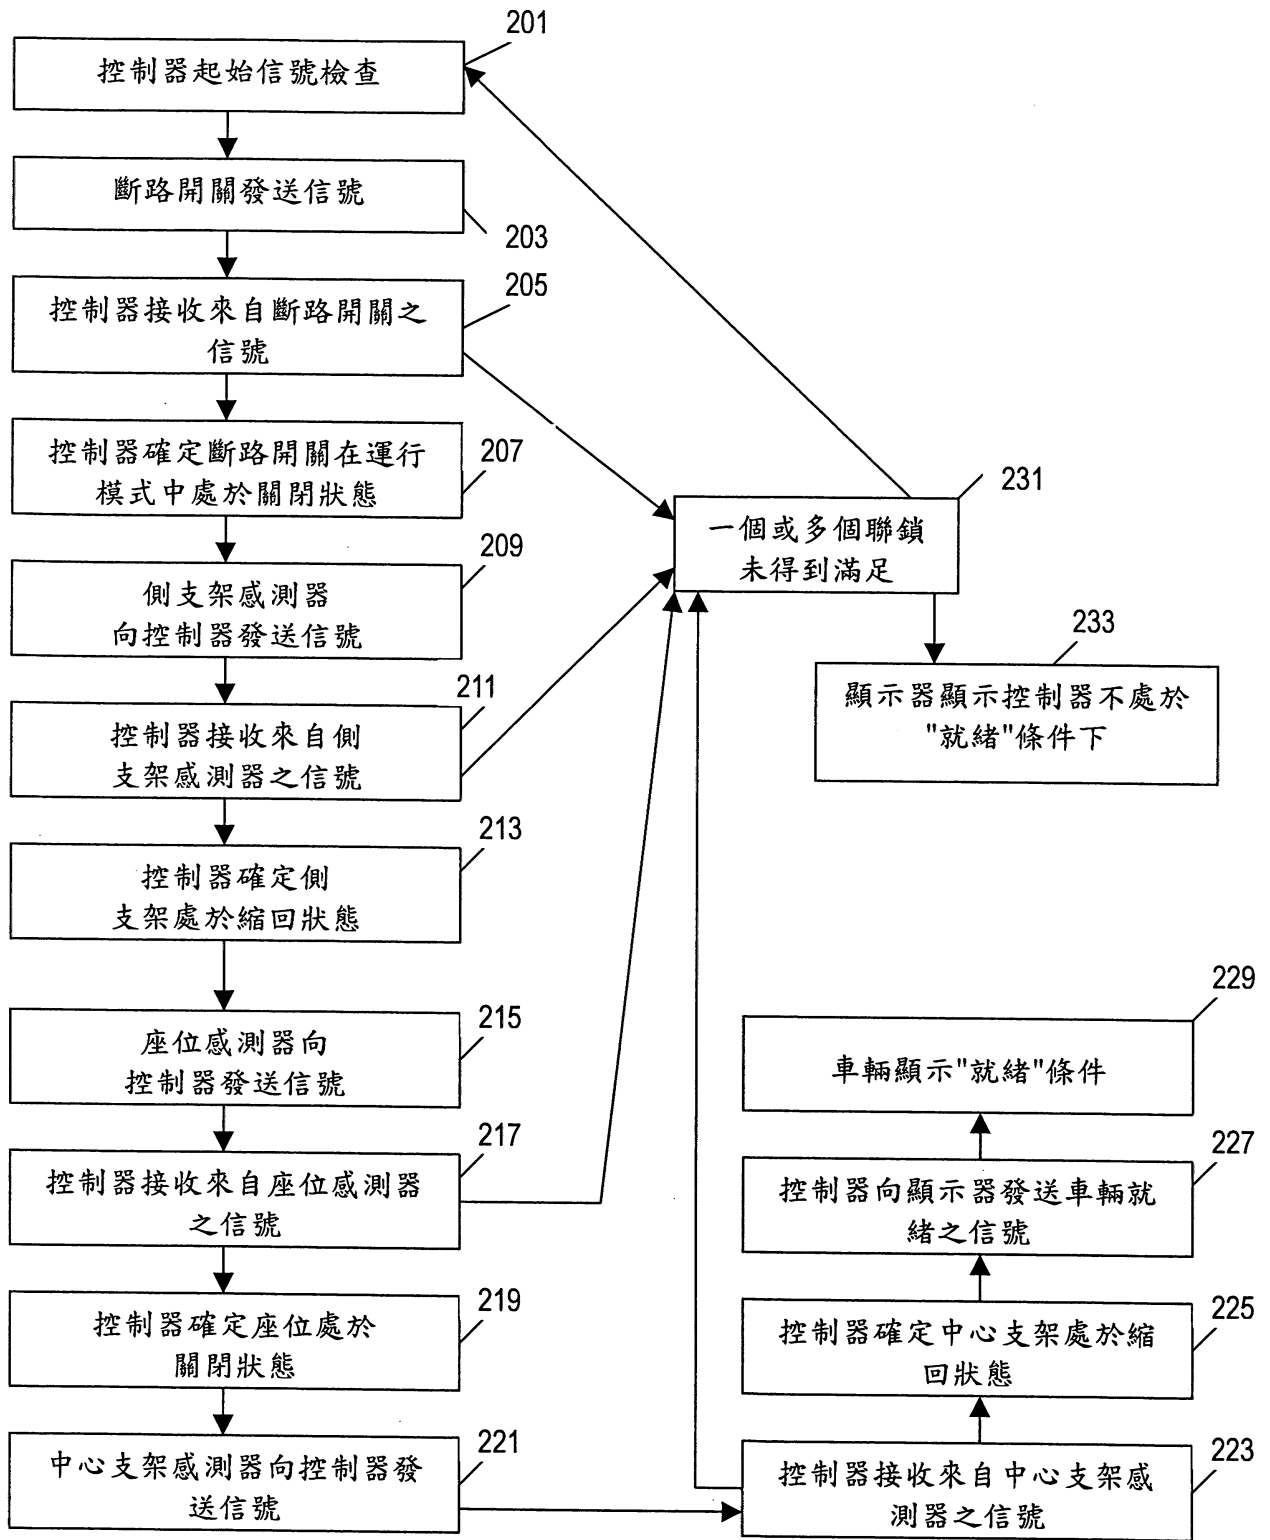 201
控制器起始信號檢查
斷路開關發送信號
203
205
控制器接收來自斷路開關之
信號
207
控制器確定斷路開關在運行
模式中處於關閉狀態
209
側支架感測器
向控制器發送信號
211
控制器接收來自側
支架感測器之信號
213
控制器確定側
支架處於縮回狀態
215
座位感測器向
控制器發送信號
217
控制器接收來自座位感測器
之信號
219
控制器確定座位處於
關閉狀態
221
中心支架感測器向控制器發
送信號
223
控制器接收來自中心支架感
測器之信號
225
控制器確定中心支架處於縮
回狀態
227
控制器向顯示器發送車輛就
緒之信號
229
車輛顯示"就緒"條件
231
一個或多個聯鎖
未得到滿足
233
顯示器顯示控制器不處於
"就緒"條件下